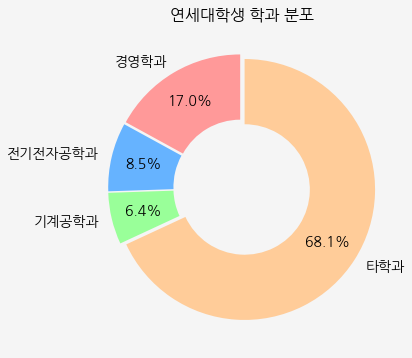 연세대학생 학과 분포
경영학과
17.0%
전기전자공학과
8.5%
기계공학과
6.4%
68.1%
타학과